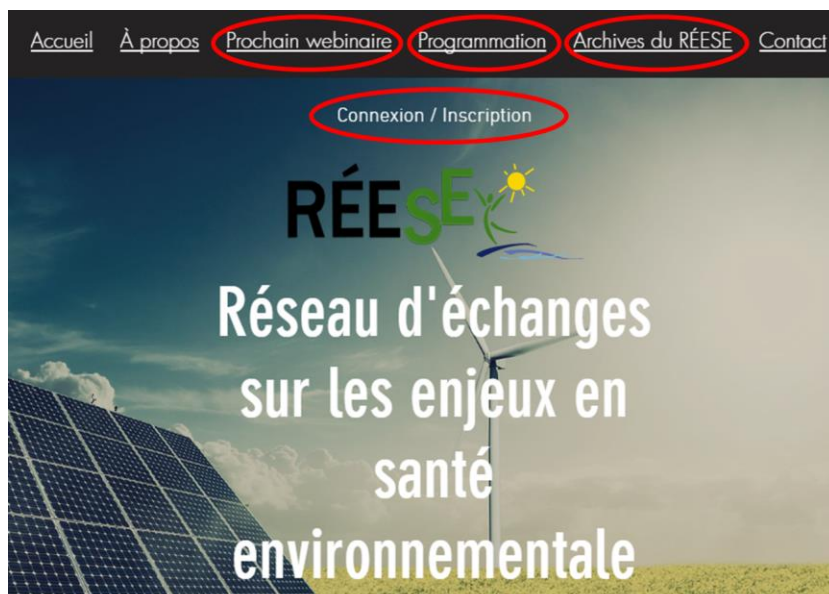 Accueil À propos Prochain webinaire Programmation Archives du RÉESE Contact
Connexion / Inscription
RÉESE
Réseau d'échanges
sur les enjeux en
santé
environnementale